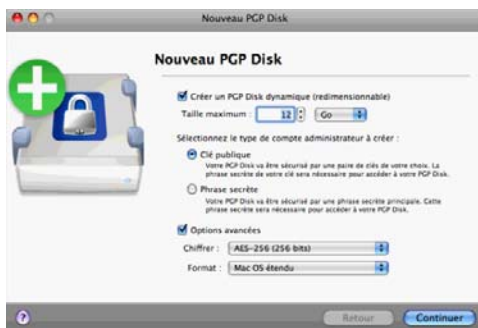 Nouveau PGP Disk
Nouveau PGP Disk
Créer un PGP Disk dynamique (redimensionnable)
Taille maximum : 12 Go
Sélectionnez le type de compte administrateur à créer :
Clé publique
Votre PGP Disk va être sécurisé par une paire de clés de votre choix. La
phrase secrète de votre clé sera nécessaire pour accéder à votre PGP Disk.
Phrase secrète
Votre PGP Disk va être sécurisé par une phrase secrète principale. Cette
phrase secrète sera nécessaire pour accéder à votre PGP Disk.
Options avancées
Chiffrer : AES-256 (256 bits)
Format : Mac OS étendu
?
Retour Continuer